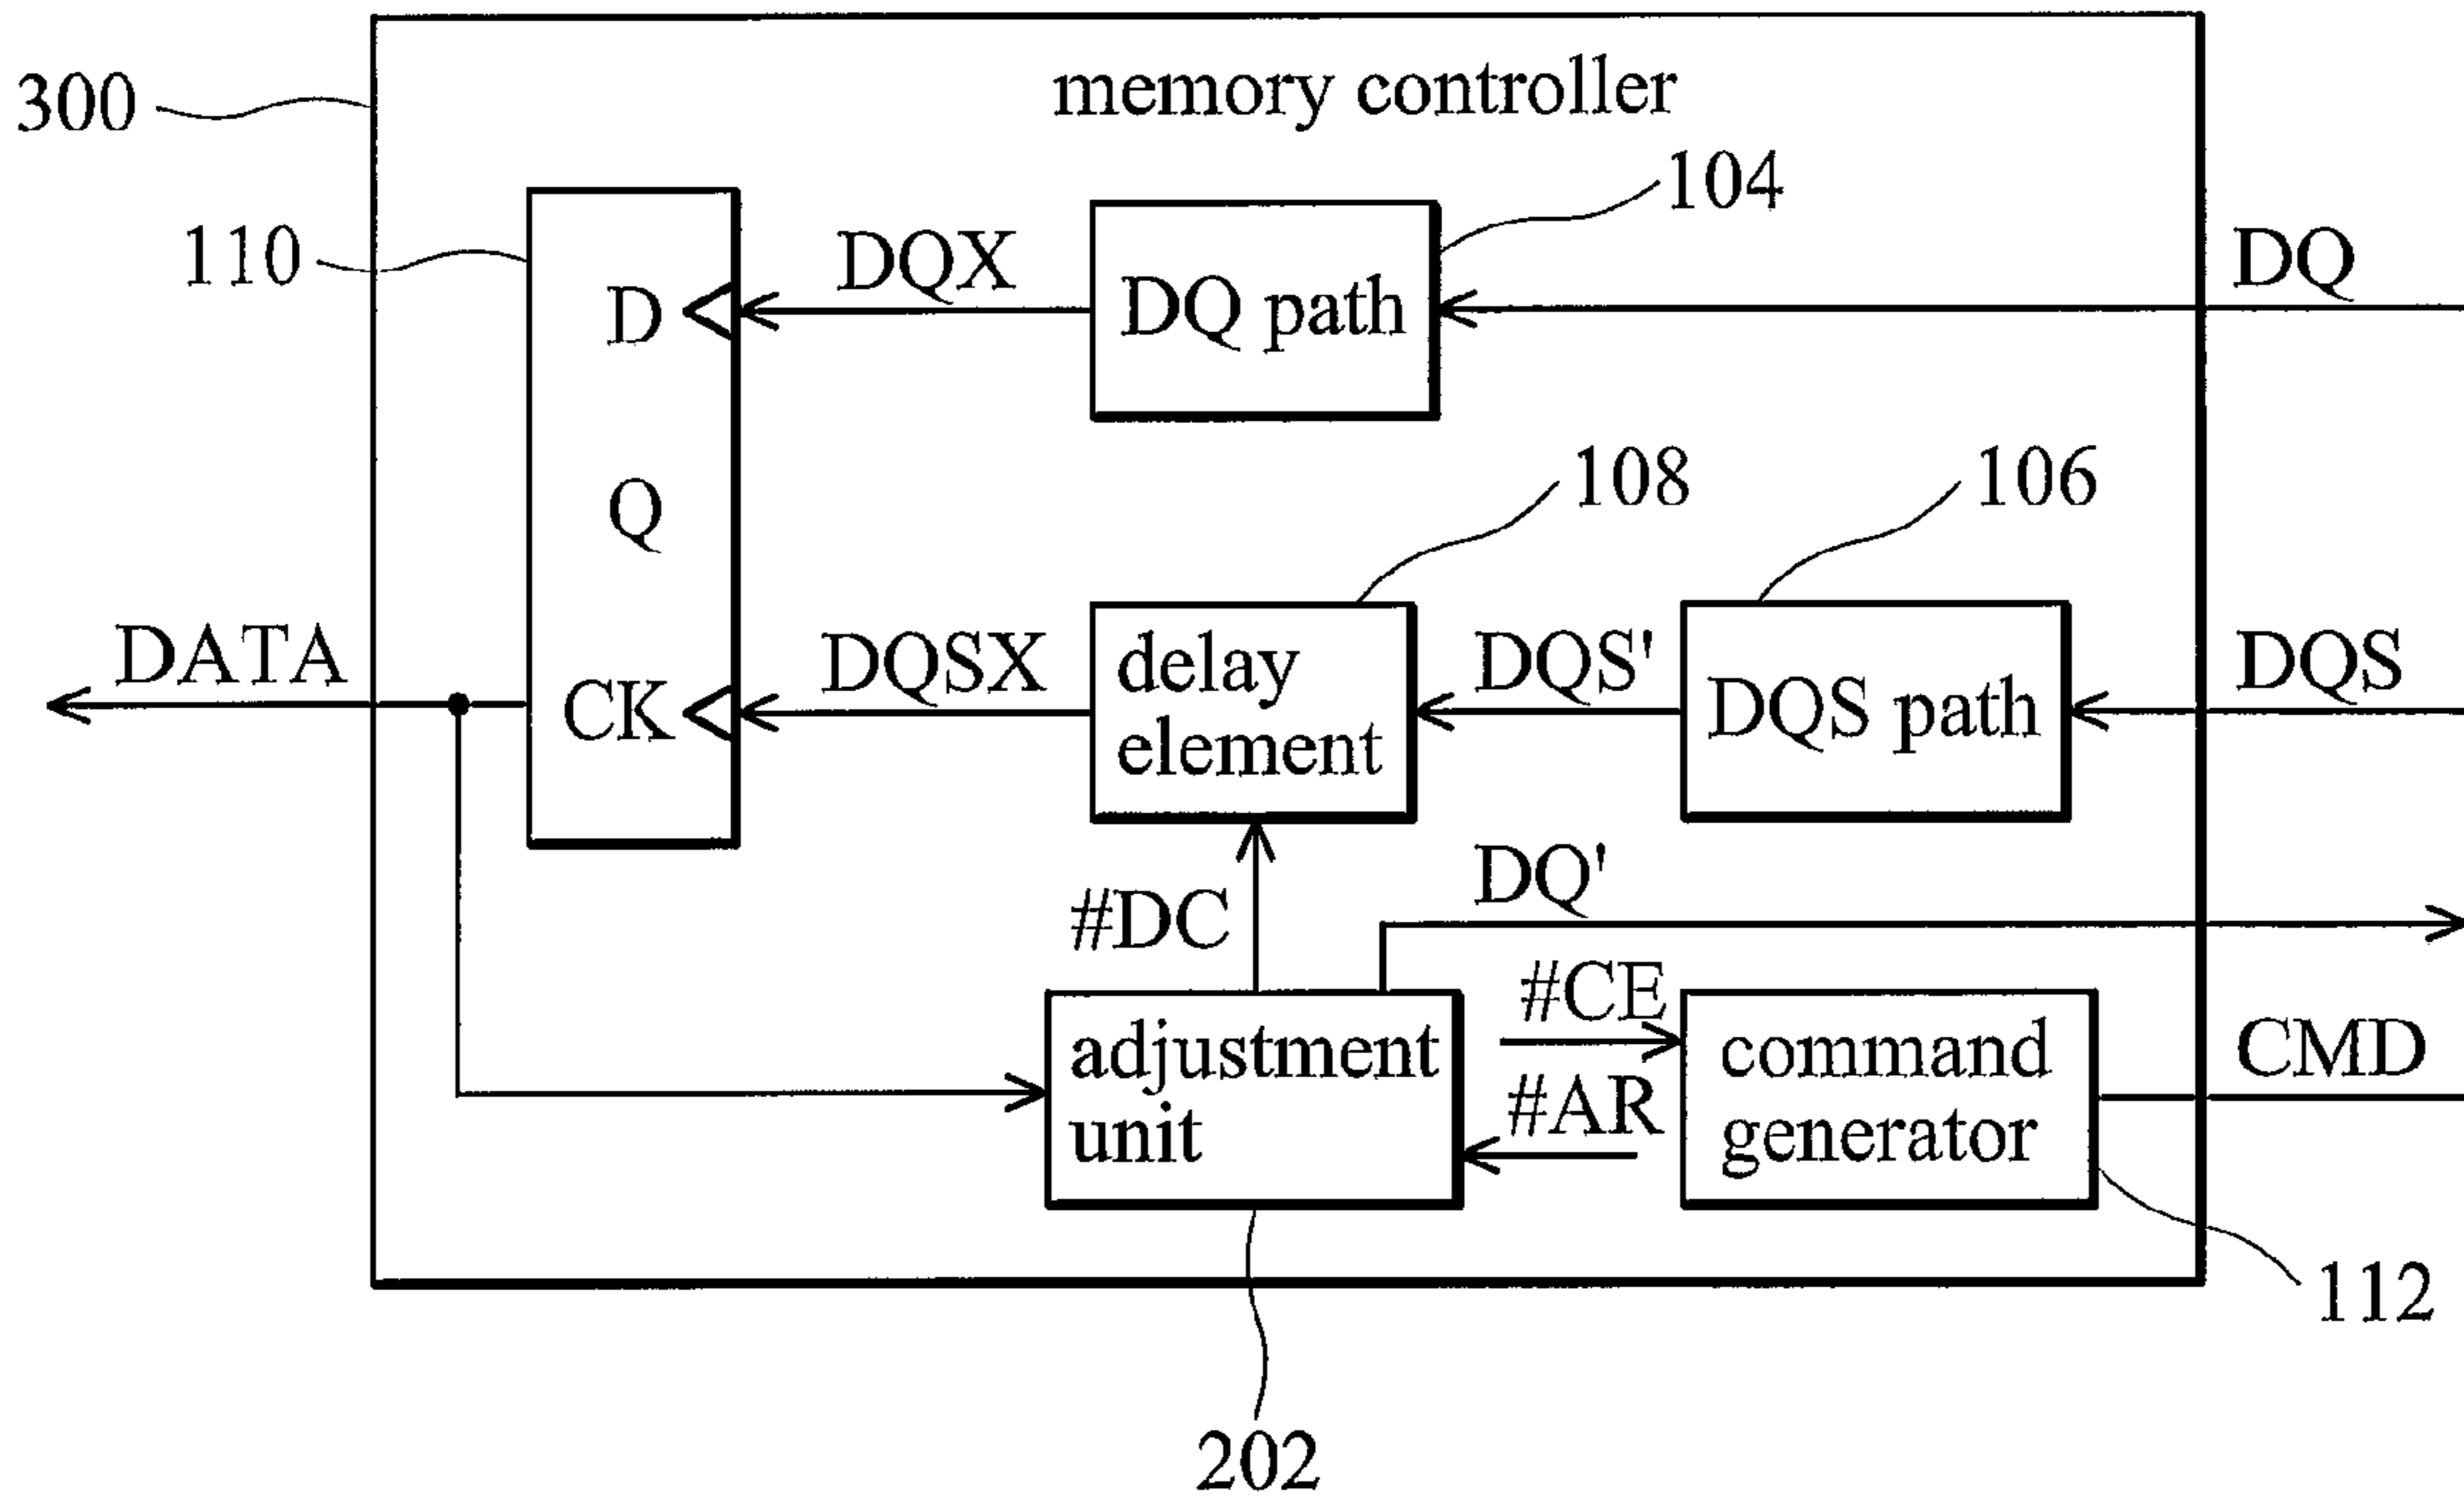 memory controller
300
104
110
DQX
DQ
D
DQ path
Q
108
106
DATA
DQSX
delay
element
DQS'
DQS path
DQS
CK
#DC
DQ'
#CE
#AR
adjustment
unit
command
generator
CMD
112
202